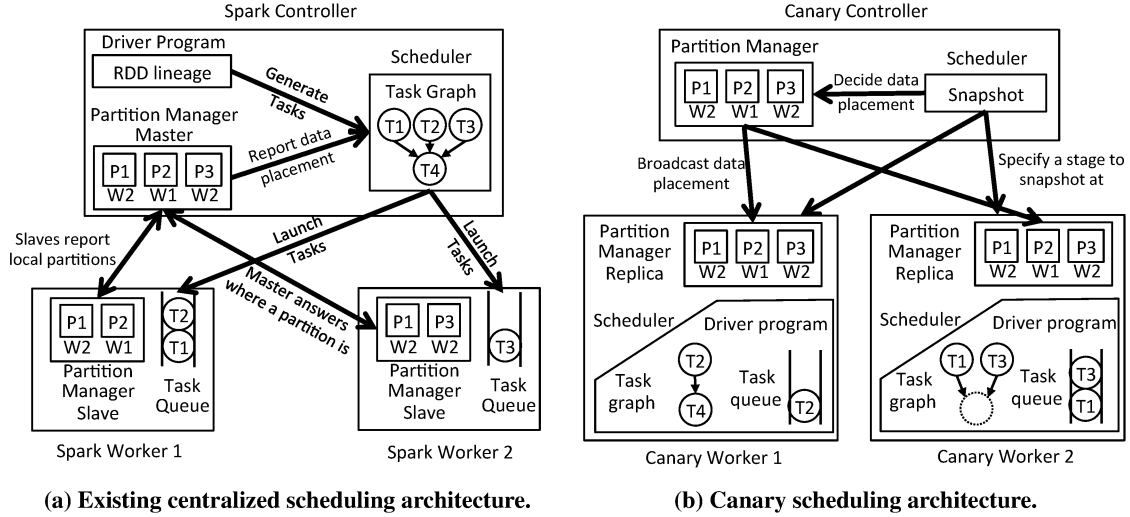 Spark Controller
Driver Program
RDD lineage
Generate
Tasks
Scheduler
Task Graph
T1 T2 T3
T4
Partition Manager
Master
P1 P2 P3
W2 W1 W2
Report data
placement
Slaves report
local partitions
Launch
Tasks
Launch
Tasks
Master answers
where a partition is
P1 P2
W2 W1
Partition
Manager
Slave
T2
T1
Task
Queue
Spark Worker 1
P1 P3
W2 W2
Partition
Manager
Slave
T3
Task
Queue
Spark Worker 2
(a) Existing centralized scheduling architecture.
Canary Controller
Partition Manager
P1 P2 P3
W2 W1 W2
Decide data
placement
Scheduler
Snapshot
Broadcast data
placement
Specify a stage to
snapshot at
Partition
Manager
Replica
P1 P2 P3
W2 W1 W2
Scheduler
Driver program
Task
graph
T2
T4
Task
queue
T2
Canary Worker 1
Partition
Manager
Replica
P1 P2 P3
W2 W1 W2
Scheduler
Driver program
T1 T3
Task
graph
Task
queue
T3
T1
Canary Worker 2
(b) Canary scheduling architecture.